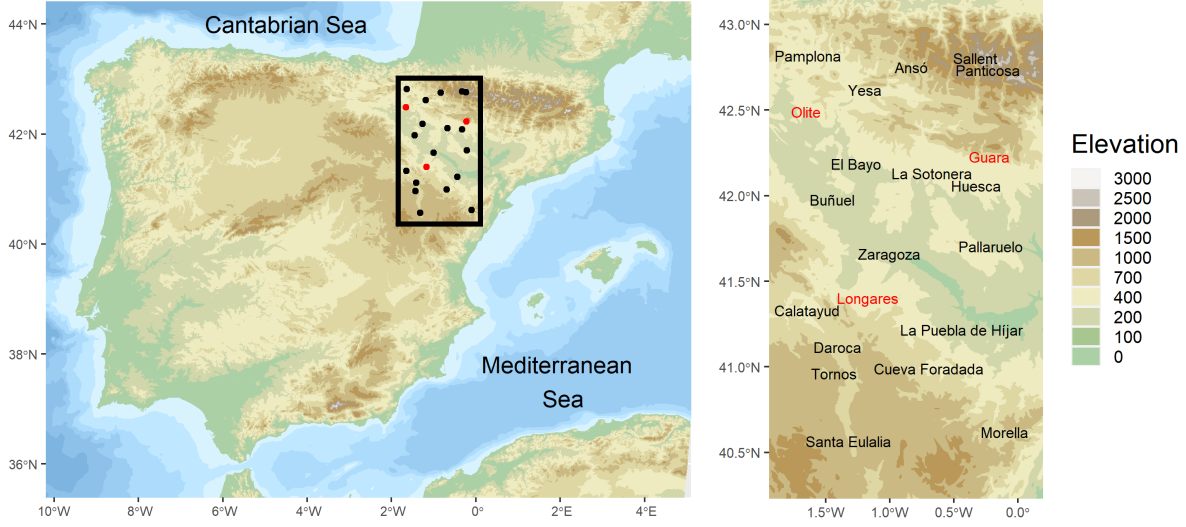 Cantabrian Sea
Mediterranean
Sea
44°N
42°N
40°N
38°N
36°N
10°W
8°W
6°W
4°W
2°W
0°
2°E
4°E
43.0°N
42.5°N
42.0°N
41.5°N
41.0°N
40.5°N
1.5°W
1.0°W
0.5°W
0.0°
Pamplona
Sallent
Ansó
Panticosa
Yesa
Olite
Guara
El Bayo
La Sotonera
Huesca
Buñuel
Pallaruelo
Zaragoza
Longares
Calatayud
La Puebla de Híjar
Daroca
Cueva Foradada
Tornos
Morella
Santa Eulalia
Elevation
3000
2500
2000
1500
1000
700
400
200
100
0